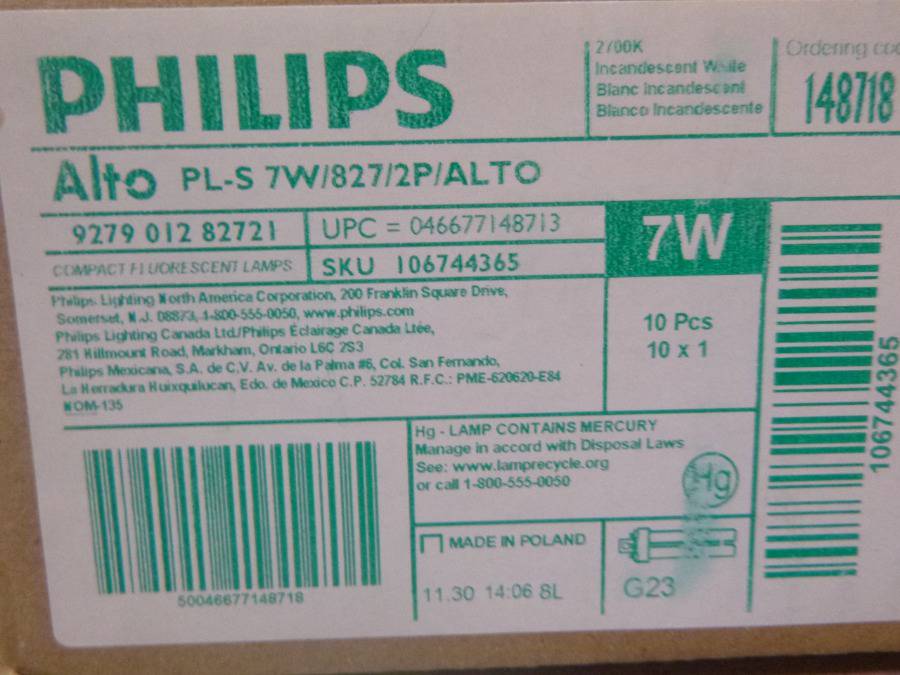 PHILIPS
2700K
Incandescent White
Blanc Incandescent
Blanco Incandescente
Ordering
148718
Alto PL-S 7W/827/2P/ALTO
9279 012 82721
UPC = 046677148713
7W
COMPACT FLUORESCENT LAMPS
SKU 106744365
Philips Lighting North America Corporation, 200 Franklin Square Drive,
Somerset, N.J. 08873, 1-800-555-0050, www.philips.com
Philips Lighting Canada Ltd/Philips Éclairage Canada Ltée,
281 Hillmount Road, Markham, Ontario L6C 2S3
Philips Mexicana, S.A. de C.V. Av. de la Palma #6, Col. San Fernando,
La Herradura Huixquilucan, Edo. de Mexico C.P. 52784 R.F.C.: PME-620620-E84
NOM-135
10 Pcs
10 x 1
106744365
Hg - LAMP CONTAINS MERCURY
Manage in accord with Disposal Laws
See: www.lamprecycle.org
or call 1-800-555-0050
Hg
MADE IN POLAND
11.30 14:06 8L
G23
50046677148718